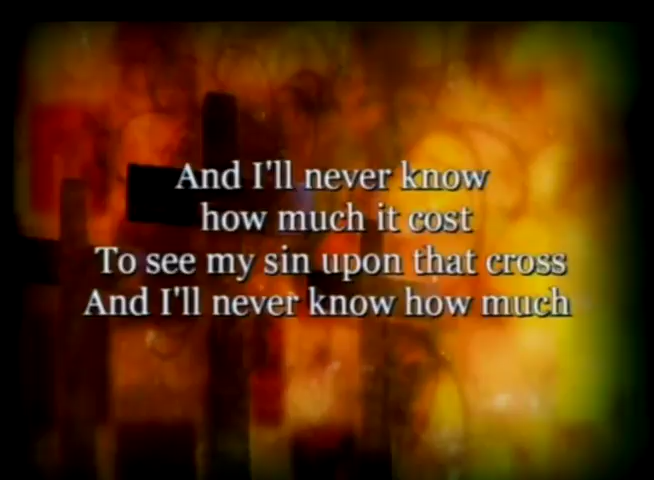 And I'll never know
how much it cost
To see my sin upon that cross
And I'll never know how much